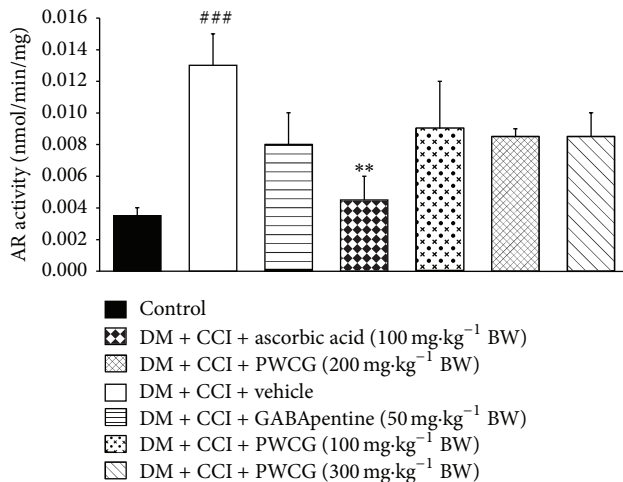 0.016
0.014
0.012
0.010
0.008
0.006
0.004
0.002
0.000
AR activity (nmol/min/mg)
###
**
Control
DM + CCI + ascorbic acid (100 mg·kg⁻¹ BW)
DM + CCI + PWCG (200 mg·kg⁻¹ BW)
DM + CCI + vehicle
DM + CCI + GABApentine (50 mg·kg⁻¹ BW)
DM + CCI + PWCG (100 mg·kg⁻¹ BW)
DM + CCI + PWCG (300 mg·kg⁻¹ BW)